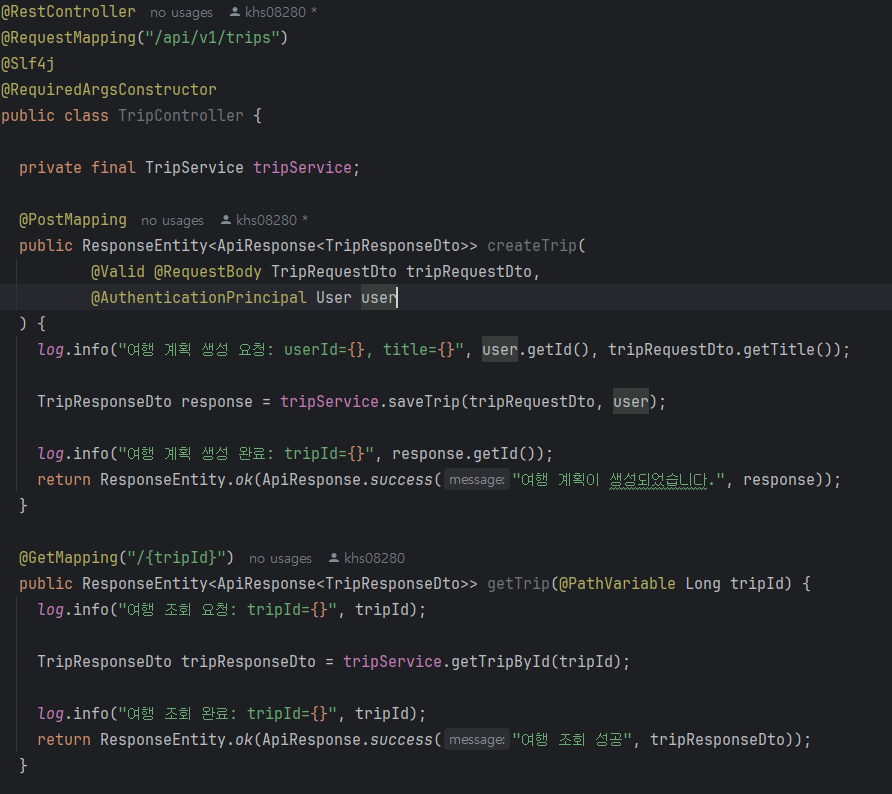 @RestController no usages khs08280 *
@RequestMapping("/api/v1/trips")
@Slf4j
@RequiredArgsConstructor
public class TripController {
private final TripService tripService;
@PostMapping no usages khs08280 *
public ResponseEntity<ApiResponse<TripResponseDto>> createTrip(
@Valid @RequestBody TripRequestDto tripRequestDto,
@AuthenticationPrincipal User user
) {
log.info("여행 계획 생성 요청: userId={}, title={}", user.getId(), tripRequestDto.getTitle());
TripResponseDto response = tripService.saveTrip(tripRequestDto, user);
log.info("여행 계획 생성 완료: tripId={}", response.getId());
return ResponseEntity.ok(ApiResponse.success( message: "여행 계획이 생성되었습니다.", response));
}
@GetMapping("/{tripId}") no usages khs08280
public ResponseEntity<ApiResponse<TripResponseDto>> getTrip(@PathVariable Long tripId) {
log.info("여행 조회 요청: tripId={}", tripId);
TripResponseDto tripResponseDto = tripService.getTripById(tripId);
log.info("여행 조회 완료: tripId={}", tripId);
return ResponseEntity.ok(ApiResponse.success( message: "여행 조회 성공", tripResponseDto));
}